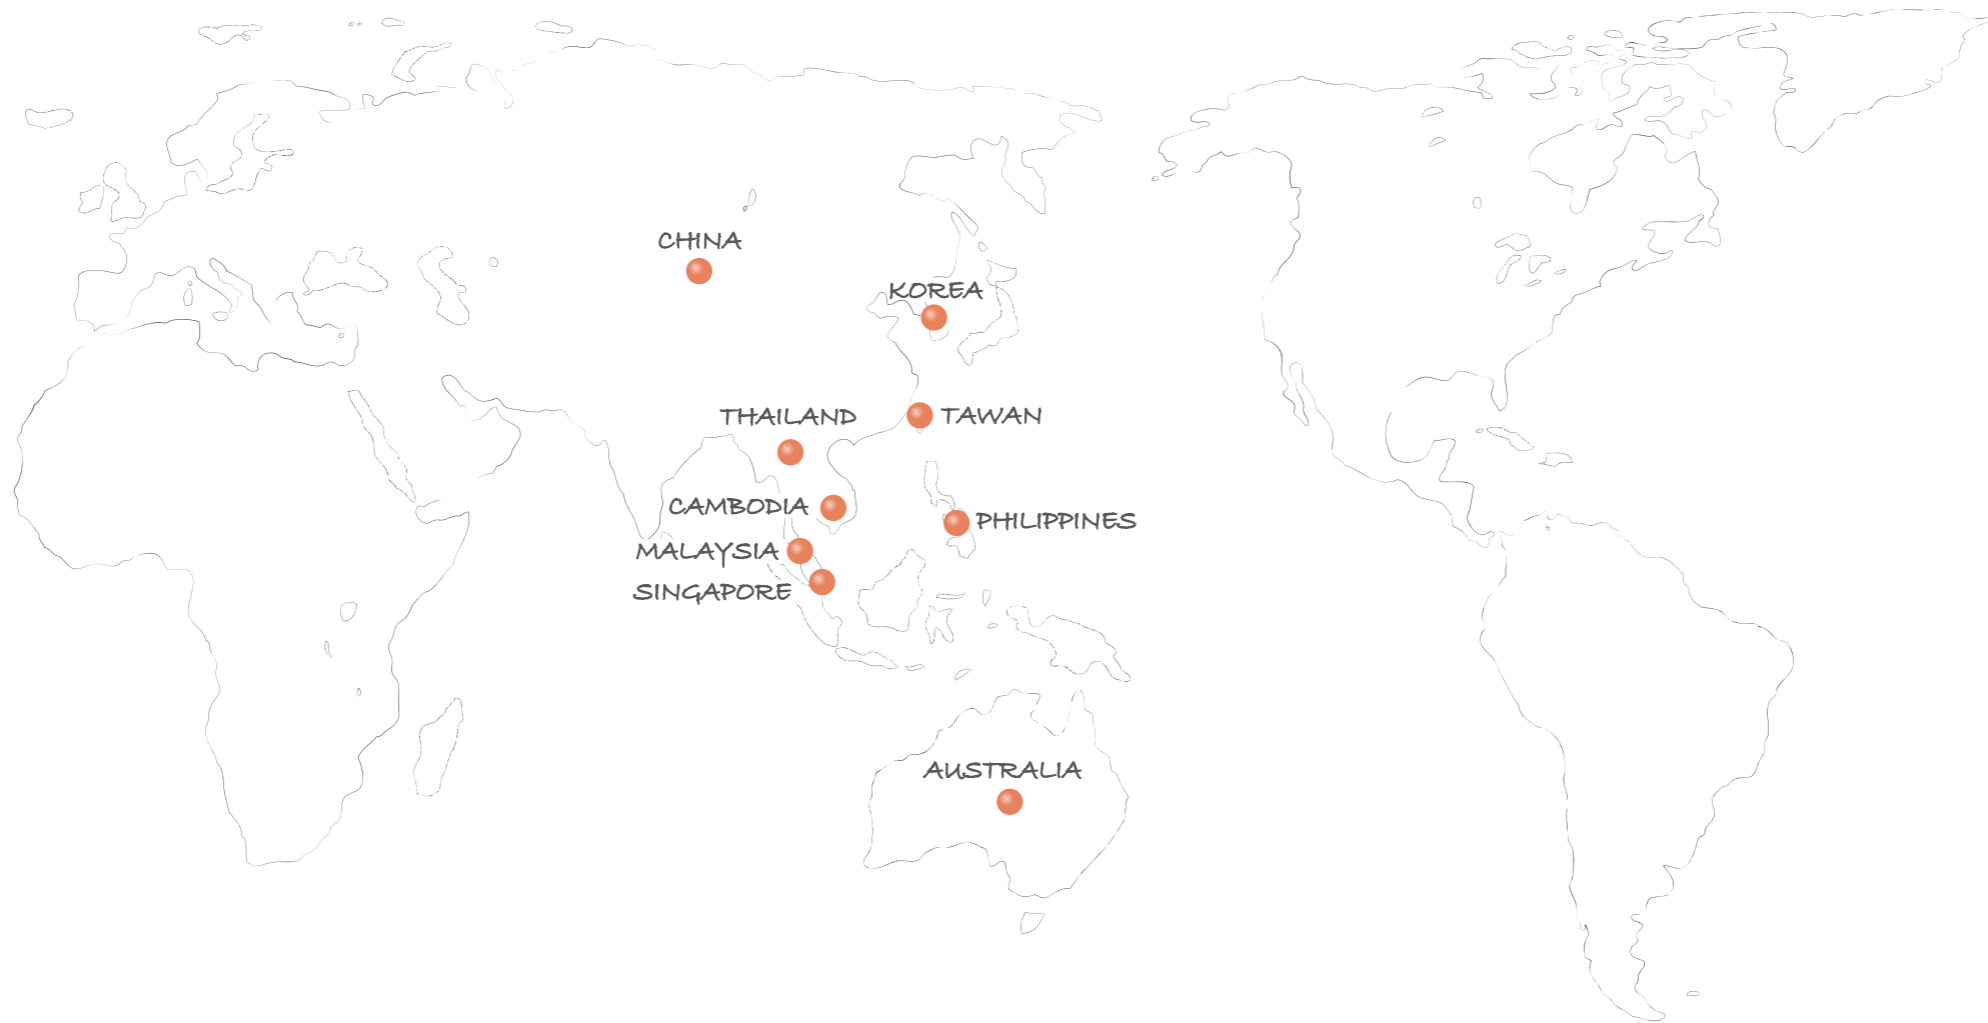 CHINA
KOREA
THAILAND
TAWAN
CAMBODIA
PHILIPPINES
MALAYSIA
SINGAPORE
AUSTRALIA